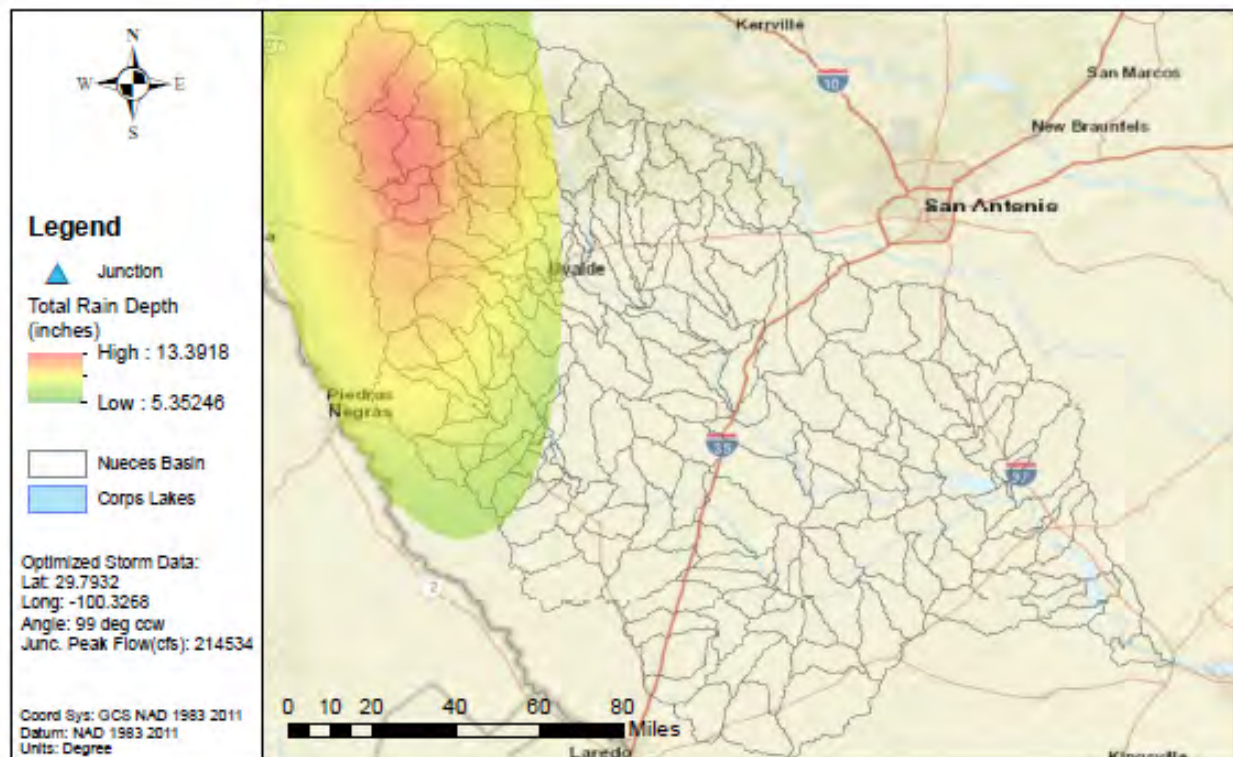 N
W E
S
Legend
Junction
Total Rain Depth
(inches)
High : 13.3918
Low : 5.35246
Nueces Basin
Corps Lakes
Optimized Storm Data:
Lat: 29.7932
Long: -100.3268
Angle: 99 deg ccw
Junc. Peak Flow(cfs): 214534
Coord Sys: GCS NAD 1983 2011
Datum: NAD 1983 2011
Units: Degree
Kerrville
10
San Marcos
New Braunfels
San Antonio
Uvalde
Piedras
Negras
35
37
2
0 10 20 40 60 80
Miles
Laredo